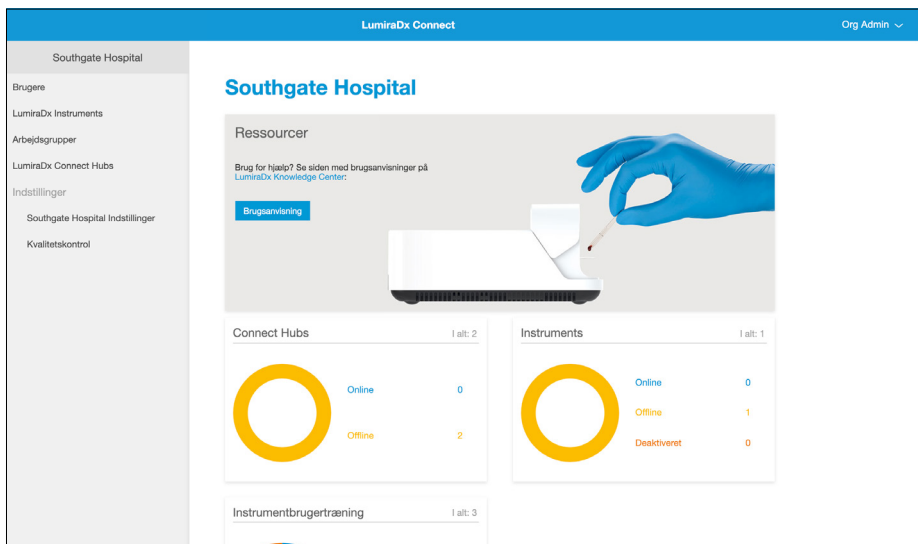 LumiraDx Connect
Org Admin
Southgate Hospital
Brugere
LumiraDx Instruments
Arbejdsgrupper
LumiraDx Connect Hubs
Indstillinger
Southgate Hospital Indstillinger
Kvalitetskontrol
Southgate Hospital
Ressourcer
Brug for hjælp? Se siden med brugsanvisninger på
LumiraDx Knowledge Center:
Brugsanvisning
Connect Hubs I alt: 2
Online 0
Offline 2
Instruments I alt: 1
Online 0
Offline 1
Deaktiveret 0
Instrumentbrugertræning I alt: 3